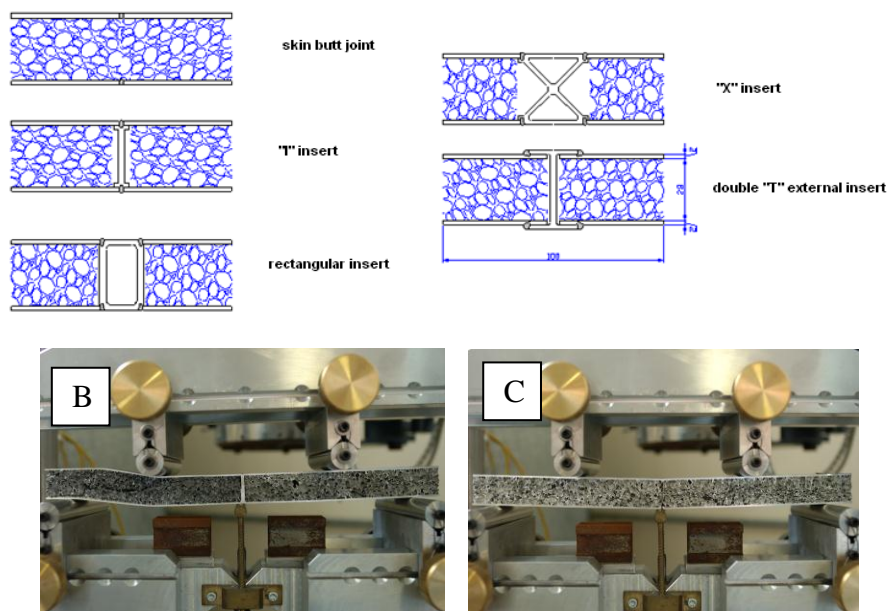 skin butt joint
"I" insert
rectangular insert
"X" insert
double "T" external insert
100
B
C